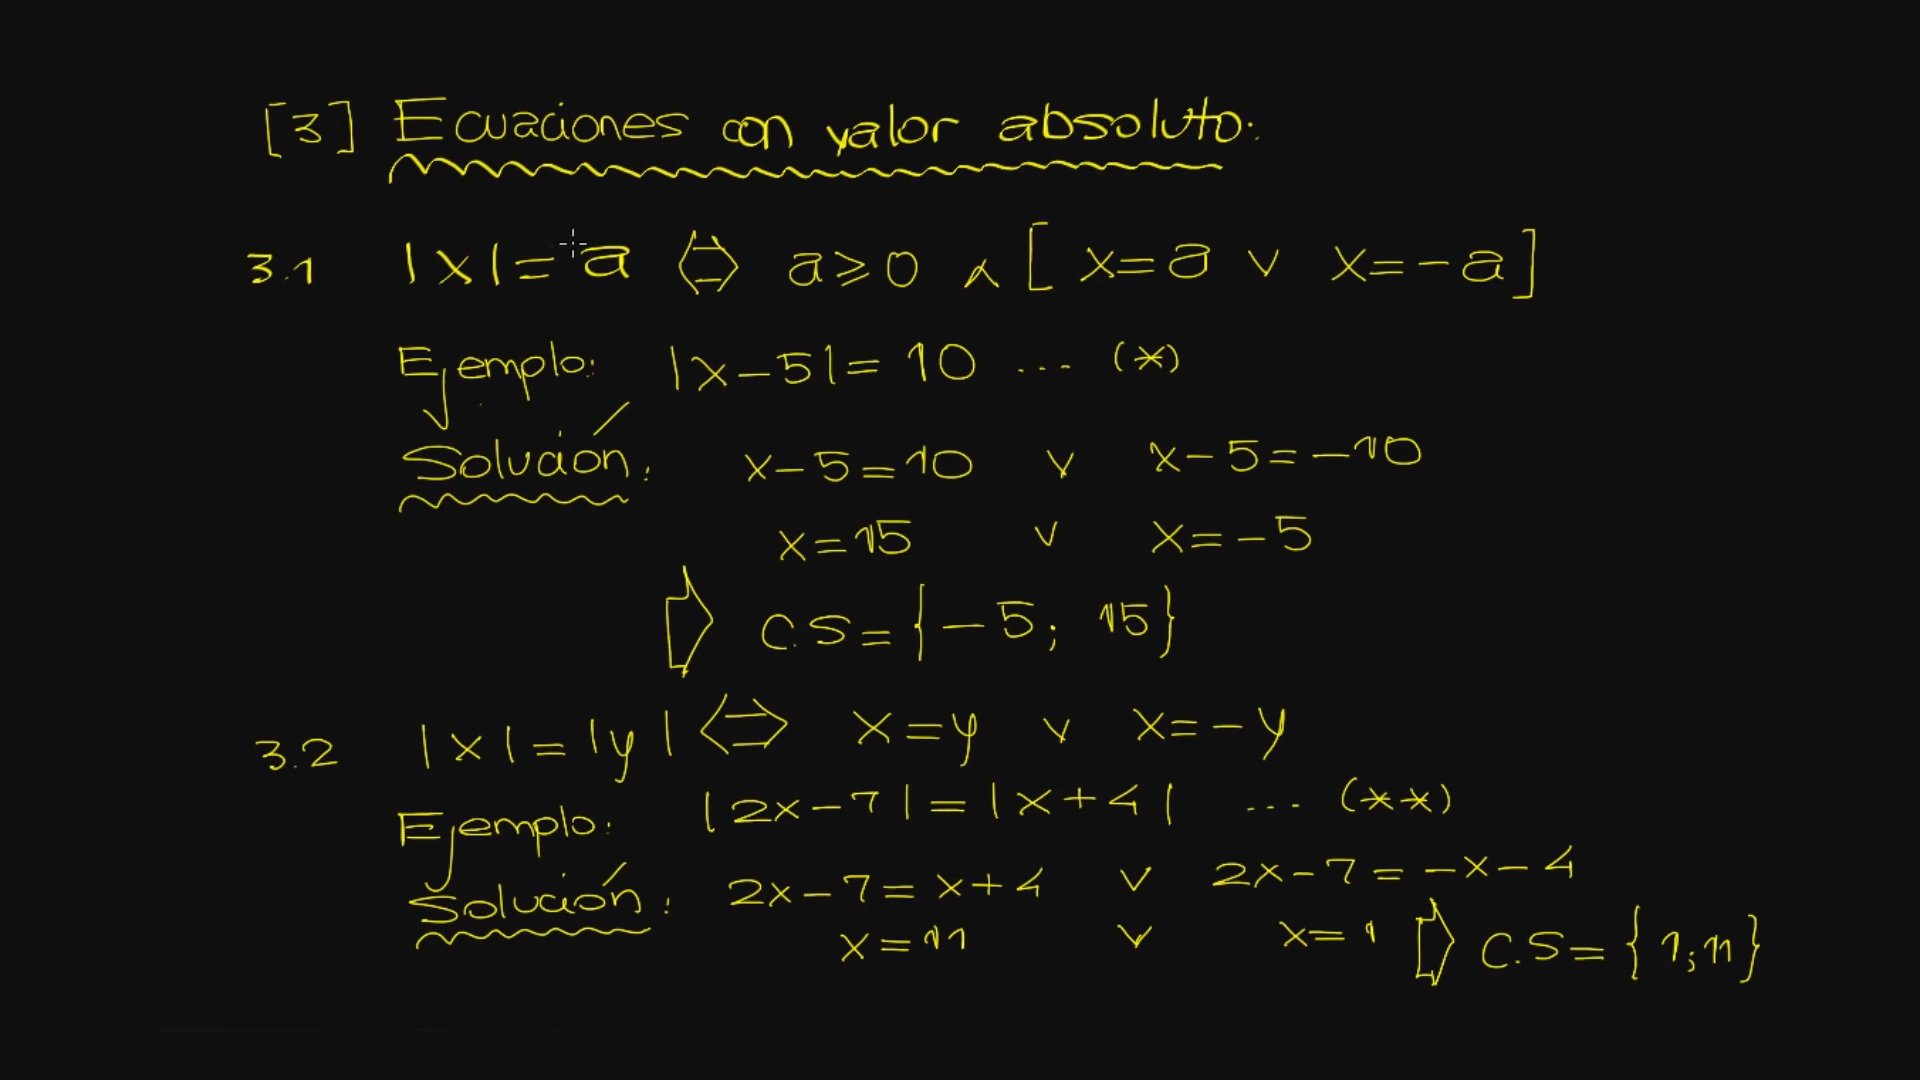 [3] Ecuaciones con valor absoluto:
3.1 |x|= a ⇔ a⩾0 ∧ [ x=a ∨ x=-a ]
Ejemplo: |x-5|= 10 ... (*)
Solución: x-5=10 ∨ x-5=-10
x=15 ∨ x=-5
⇨ C.S={-5; 15}
3.2 |x|=|y| ⇔ x=y ∨ x=-y
Ejemplo: |2x-7|=|x+4| ... (**)
Solución: 2x-7=x+4 ∨ 2x-7=-x-4
x=11 ∨ x=1 ⇨ C.S={1;11}